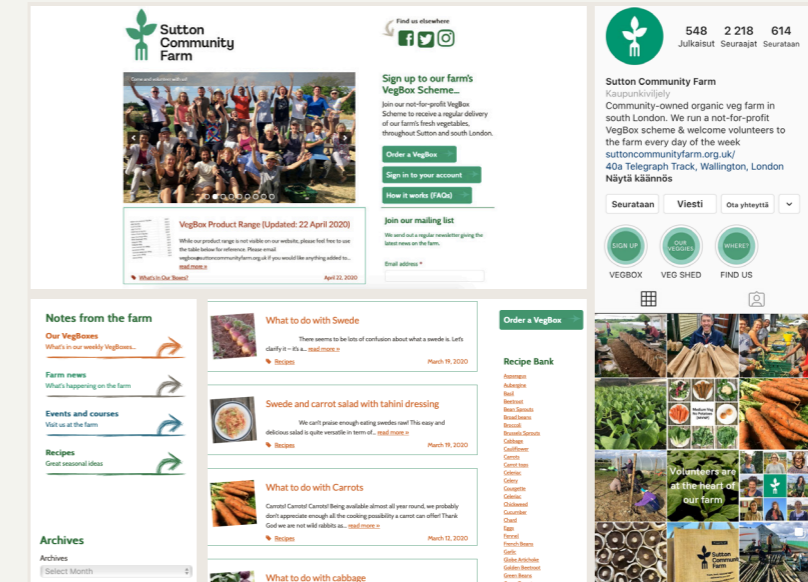 Sutton
Community
Farm
Find us elsewhere
Sign up to our farm's
VegBox Scheme...
Join our not-for-profit VegBox
Scheme to receive a regular delivery
of our farm's fresh vegetables,
throughout Sutton and south London.
Order a VegBox
Sign in to your account
How it works (FAQs)
VegBox Product Range (Updated: 22 April 2020)
While our product range is not visible on our website, please feel free to use
the table below for reference. Please email
vegbox@suttoncommunityfarm.org.uk if you would like anything added to...
read more »
What's in Our Boxes?
April 22, 2020
Join our mailing list
We send out a regular newsletter giving the
latest news on the farm.
Email address *
548 2 218 614
Julkaisut Seuraajat Seurataan
Sutton Community Farm
Kaupunkiviljely
Community-owned organic veg farm in
south London. We run a not-for-profit
VegBox scheme & welcome volunteers to
the farm every day of the week
suttoncommunityfarm.org.uk/
40a Telegraph Track, Wallington, London
Näytä käännös
Seurataan Viesti Ota yhteyttä
SIGN UP
OUR
VEGGIES
WHERE?
VEGBOX VEG SHED FIND US
Volunteers are
at the heart of
our farm
Sutton
Community
Farm
Notes from the farm
Our VegBoxes
What's in our weekly VegBoxes...
Farm news
What's happening on the farm
Events and courses
Visit us at the farm
Recipes
Great seasonal ideas
Archives
Archives
Select Month
What to do with Swede
There seems to be lots of confusion about what a swede is. Let's
clarify it – it's a... read more »
Recipes
March 19, 2020
Swede and carrot salad with tahini dressing
We can't praise enough eating swedes raw! This easy and
delicious salad is quite versatile in term of... read more »
Recipes
March 19, 2020
What to do with Carrots
Carrots! Carrots! Carrots! Being available almost all year round, we probably
don't appreciate enough all the cooking possibility a carrot can offer! Thank
God we are not wild rabbits as... read more »
Recipes
March 12, 2020
What to do with cabbage
Order a VegBox
Recipe Bank
Asparagus
Aubergine
Basil
Beetroot
Bean Sprouts
Broad beans
Broccoli
Brussels Sprouts
Cabbage
Cauliflower
Carrots
Carrot tops
Celeriac
Celery
Courgette
Celeriac
Chickweed
Cucumber
Chard
Eggs
Fennel
French Beans
Garlic
Globe Artichoke
Golden Beetroot
Green Beans